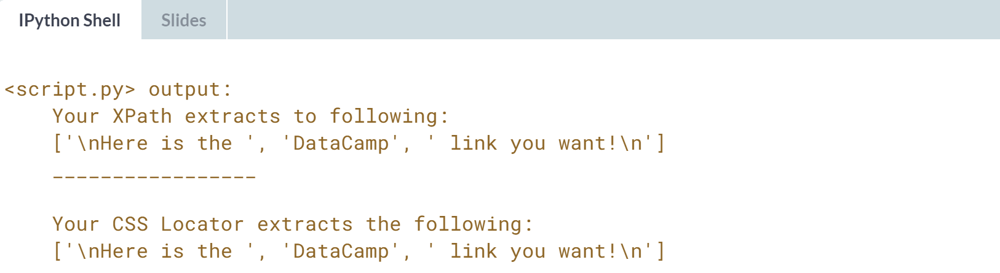 IPython Shell
Slides
<script.py> output:
Your XPath extracts to following:
['\nHere is the ', 'DataCamp', ' link you want!\n']
-----------------
Your CSS Locator extracts the following:
['\nHere is the ', 'DataCamp', ' link you want!\n']